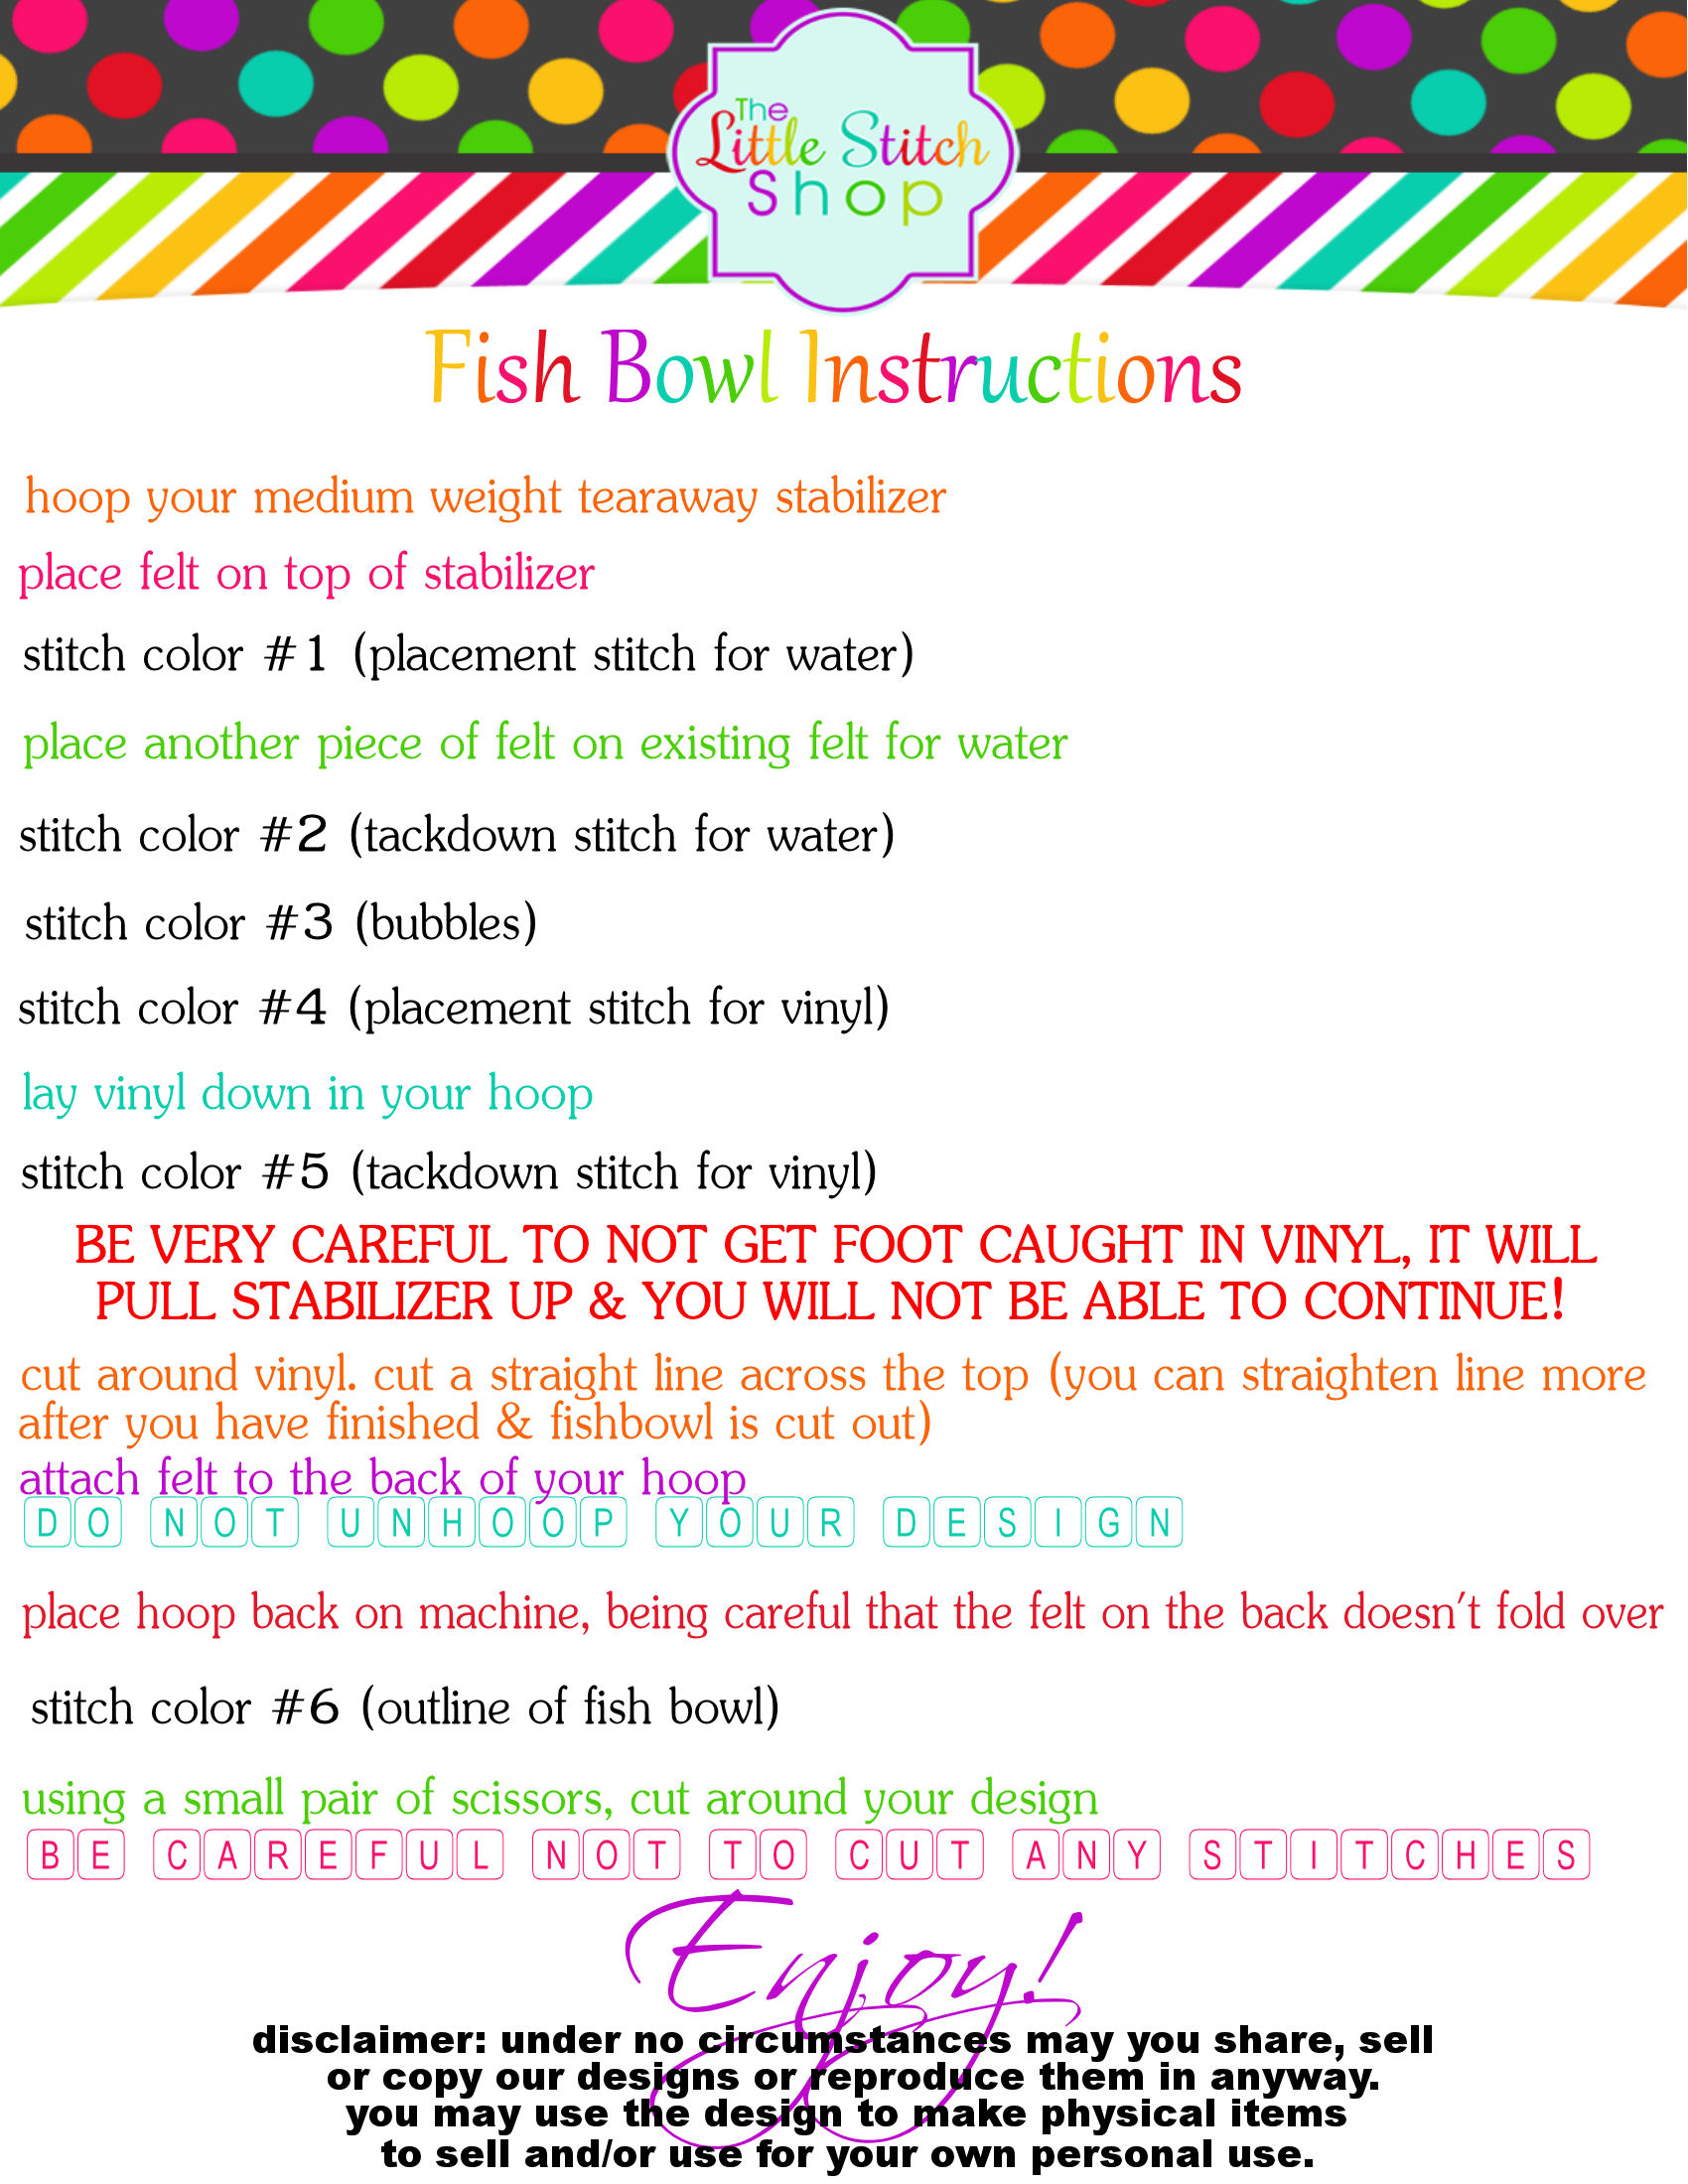 The
Little Stitch
Shop
Fish Bowl Instructions
hoop your medium weight tearaway stabilizer
place felt on top of stabilizer
stitch color #1 (placement stitch for water)
place another piece of felt on existing felt for water
stitch color #2 (tackdown stitch for water)
stitch color #3 (bubbles)
stitch color #4 (placement stitch for vinyl)
lay vinyl down in your hoop
stitch color #5 (tackdown stitch for vinyl)
BE VERY CAREFUL TO NOT GET FOOT CAUGHT IN VINYL, IT WILL
PULL STABILIZER UP & YOU WILL NOT BE ABLE TO CONTINUE!
cut around vinyl. cut a straight line across the top (you can straighten line more
after you have finished & fishbowl is cut out)
attach felt to the back of your hoop
DO NOT UNHOOP YOUR DESIGN
place hoop back on machine, being careful that the felt on the back doesn't fold over
stitch color #6 (outline of fish bowl)
using a small pair of scissors, cut around your design
BE CAREFUL NOT TO CUT ANY STITCHES
Enjoy!
disclaimer: under no circumstances may you share, sell
or copy our designs or reproduce them in anyway.
you may use the design to make physical items
to sell and/or use for your own personal use.